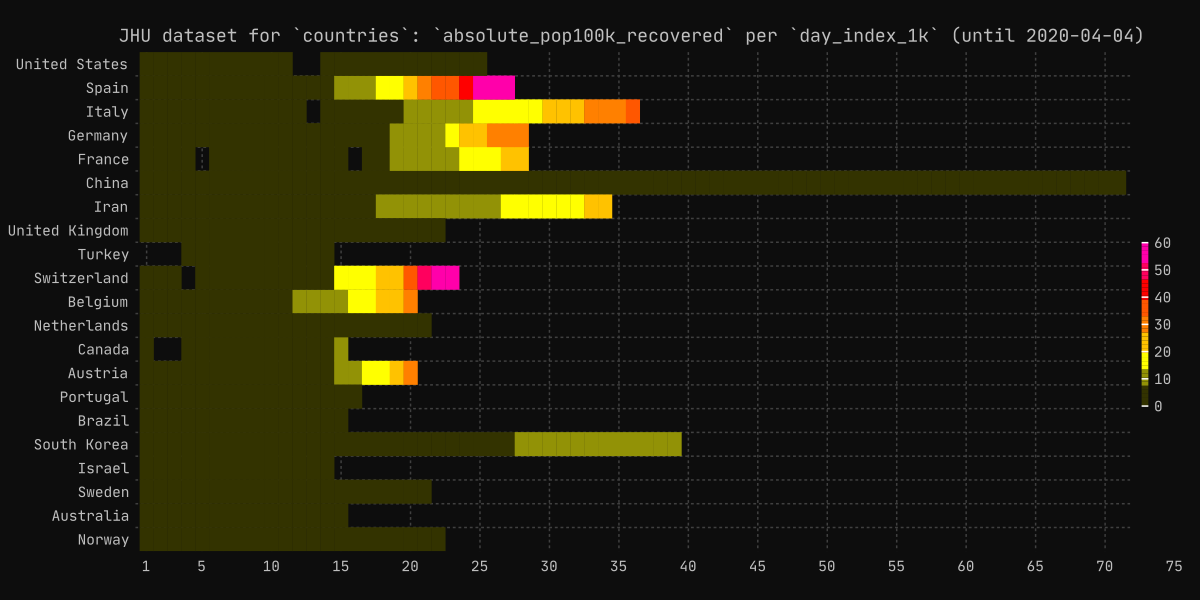 JHU dataset for `countries`: `absolute_pop100k_recovered` per `day_index_1k` (until 2020-04-04)
United States
Spain
Italy
Germany
France
China
Iran
United Kingdom
Turkey
Switzerland
Belgium
Netherlands
Canada
Austria
Portugal
Brazil
South Korea
Israel
Sweden
Australia
Norway
60
50
40
30
20
10
0
1 5 10 15 20 25 30 35 40 45 50 55 60 65 70 75